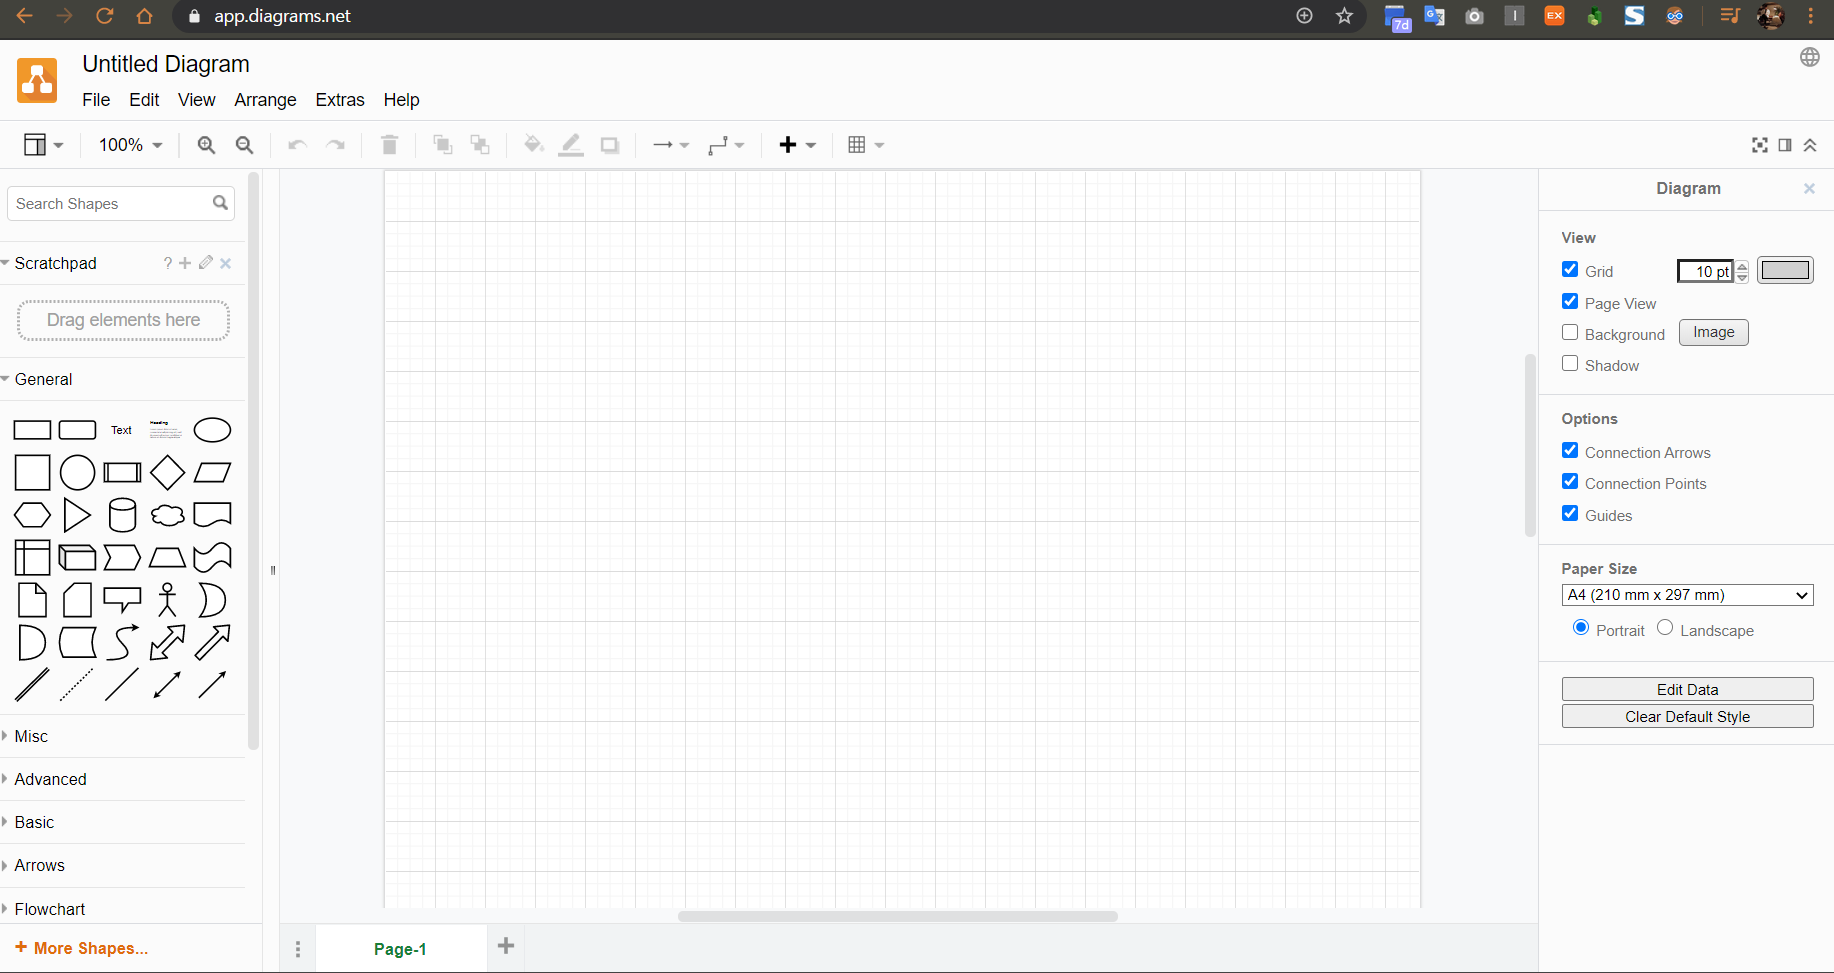 app.diagrams.net
7d
EX
Untitled Diagram
File Edit View Arrange Extras Help
100%
Search Shapes
Scratchpad ?
Drag elements here
General
Text
Heading
Misc
Advanced
Basic
Arrows
Flowchart
+ More Shapes...
Page-1
Diagram
View
Grid 10 pt
Page View
Background Image
Shadow
Options
Connection Arrows
Connection Points
Guides
Paper Size
A4 (210 mm x 297 mm)
Portrait Landscape
Edit Data
Clear Default Style